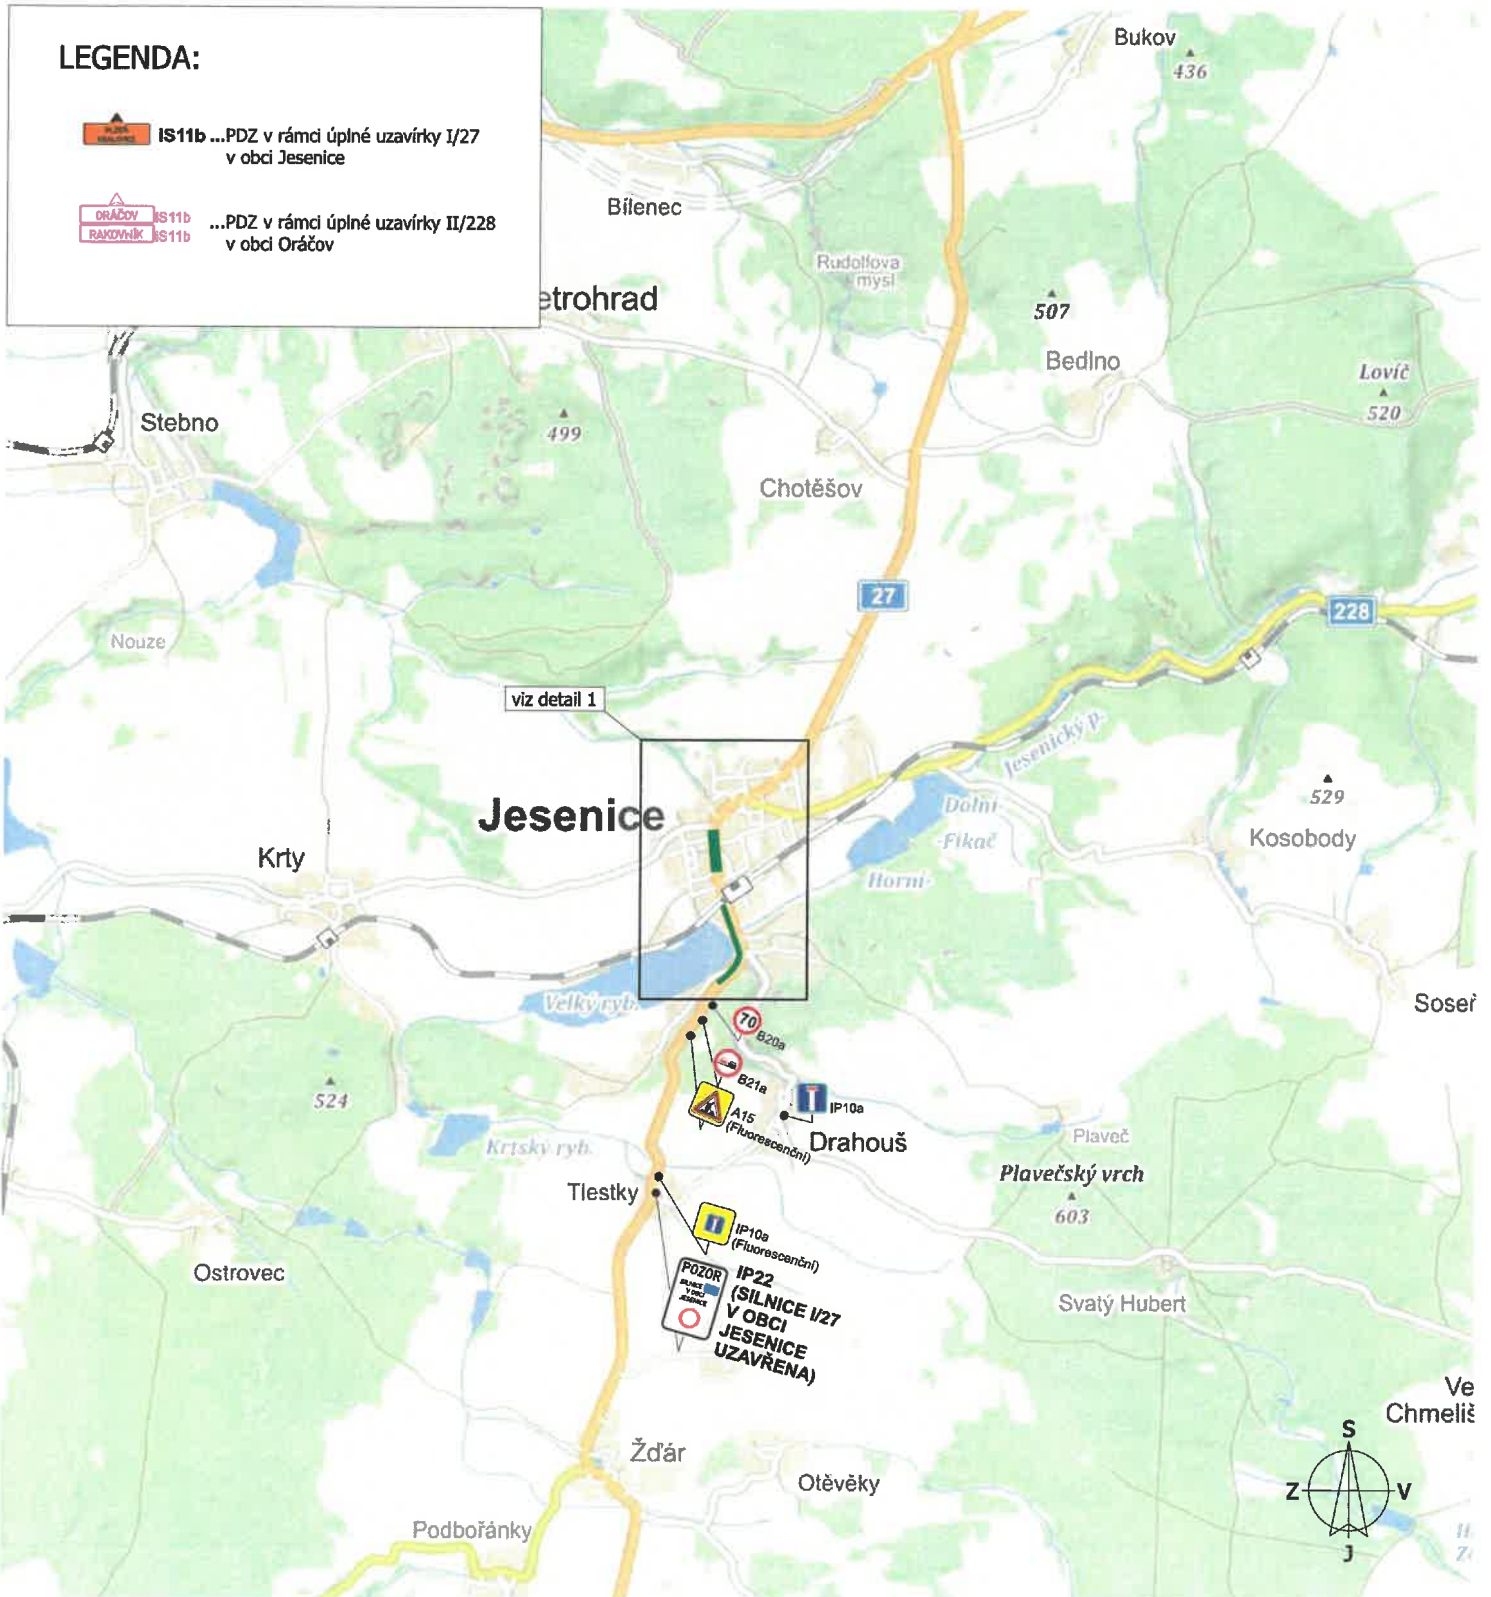 LEGENDA:
IS11b ...PDZ v rámci úplné uzavírky I/27
v obci Jesenice
ORÁČOV IS11b
RAKOVNÍK IS11b
...PDZ v rámci úplné uzavírky II/228
v obci Oráčov
Bukov
436
Bílenec
Rudolfova
mysl
etrohrad
507
Bedlno
Lovíč
520
Stebno
499
Chotěšov
27
228
Nouze
viz detail 1
Jesenický p.
529
Jesenice
Dolní
Fikač
Kosobody
Krty
Horní
Velký ryb.
Soseř
70
B20a
B21a
524
A15
(Fluorescenční)
IP10a
Krtský ryb.
Drahouš
Plaveč
Plavečský vrch
603
Tlestky
IP10a
(Fluorescenční)
Ostrovec
POZOR
SILNICE
V OBCI
JESENICE
IP22
(SILNICE I/27
V OBCI
JESENICE
UZAVŘENA)
Svatý Hubert
Ve
Chmeliš
S
Žďár
Otěvěky
Z
V
Podbořánky
J